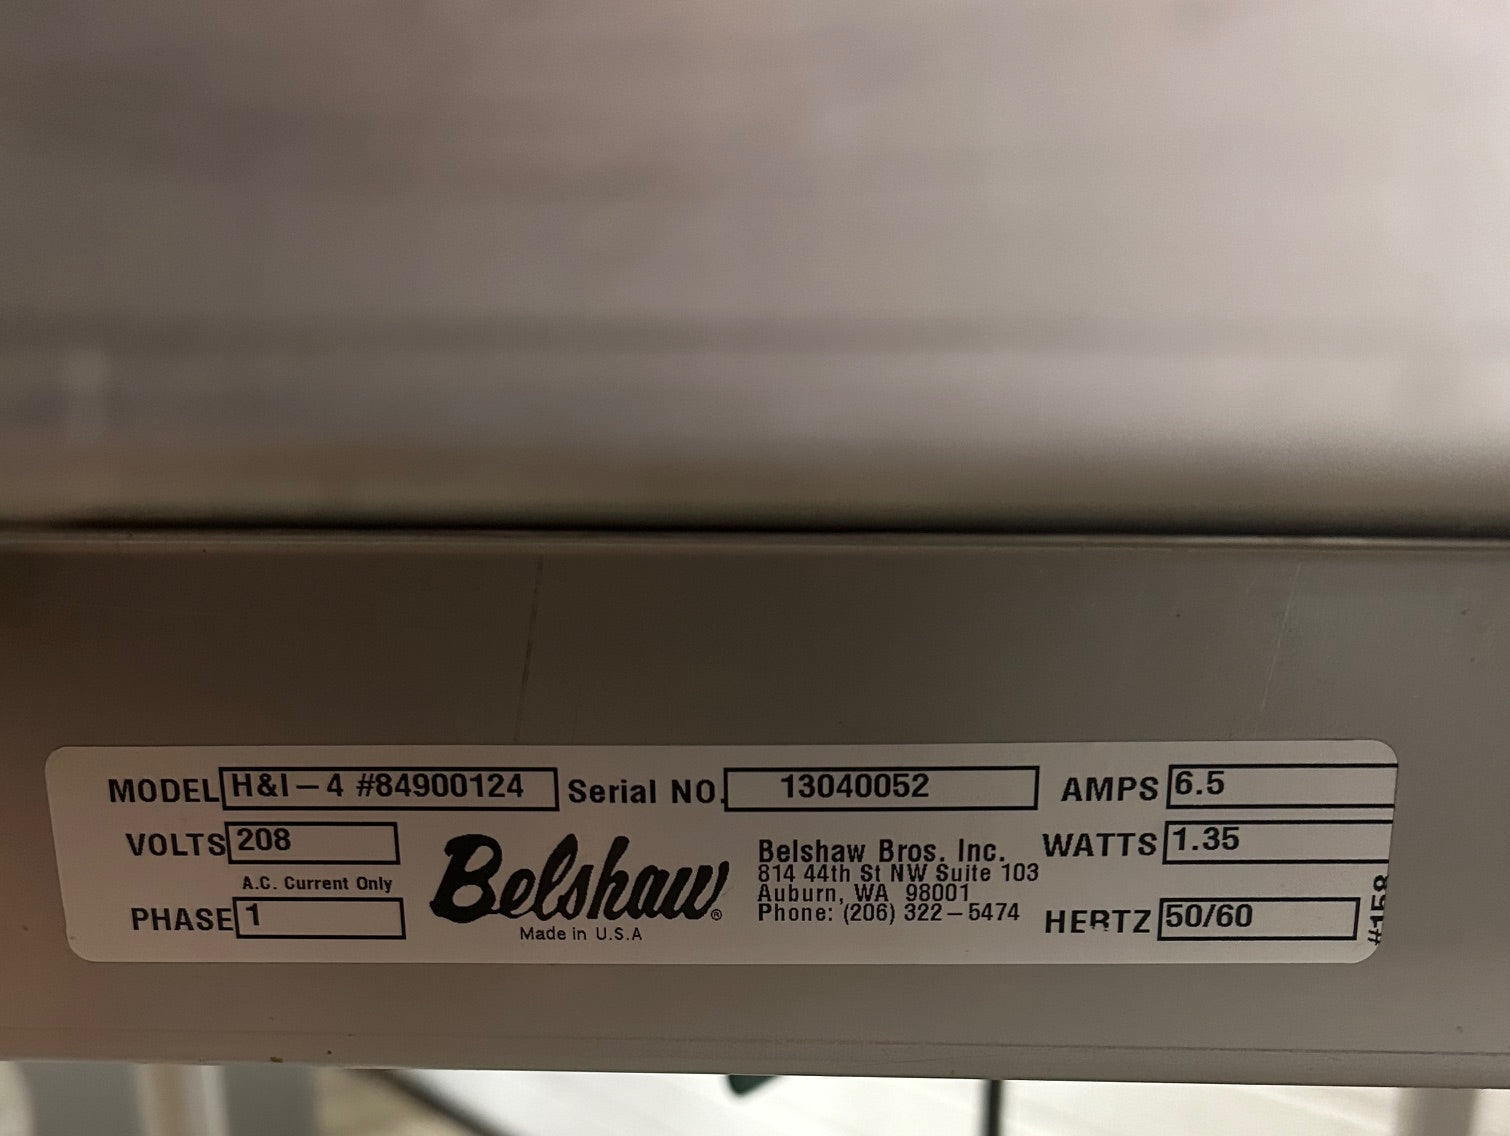 MODEL H&I-4 #84900124 Serial NO. 13040052 AMPS 6.5
VOLTS 208
A.C. Current Only
PHASE 1
Belshaw®
Made in U.S.A
Belshaw Bros. Inc.
814 44th St NW Suite 103
Auburn, WA 98001
Phone: (206) 322-5474
WATTS 1.35
HERTZ 50/60
#158